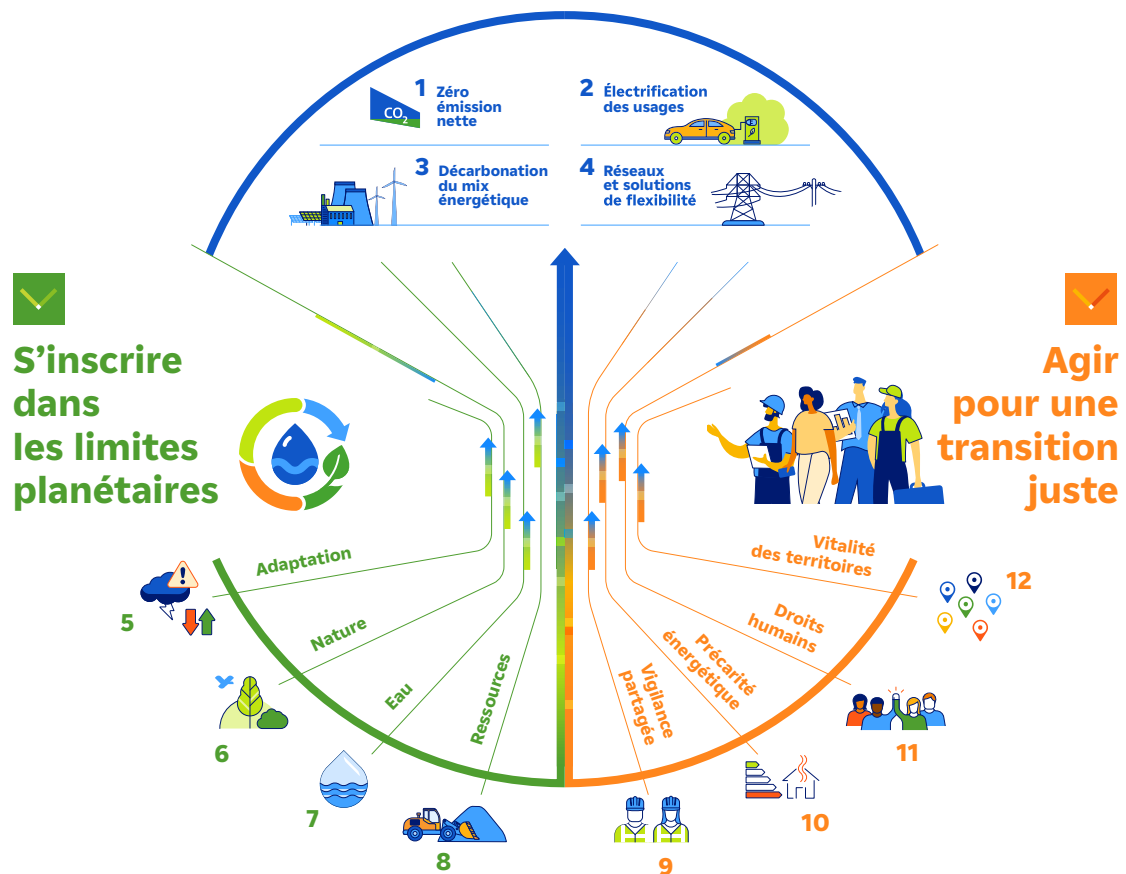 1 Zéro
émission
nette
CO2
2 Électrification
des usages
3 Décarbonation
du mix
énergétique
4 Réseaux
et solutions
de flexibilité
S’inscrire
dans
les limites
planétaires
Agir
pour une
transition
juste
Adaptation
5
Nature
6
Eau
7
Ressources
8
Vigilance
partagée
9
Précarité
énergétique
10
Droits
humains
11
Vitalité
des territoires
12